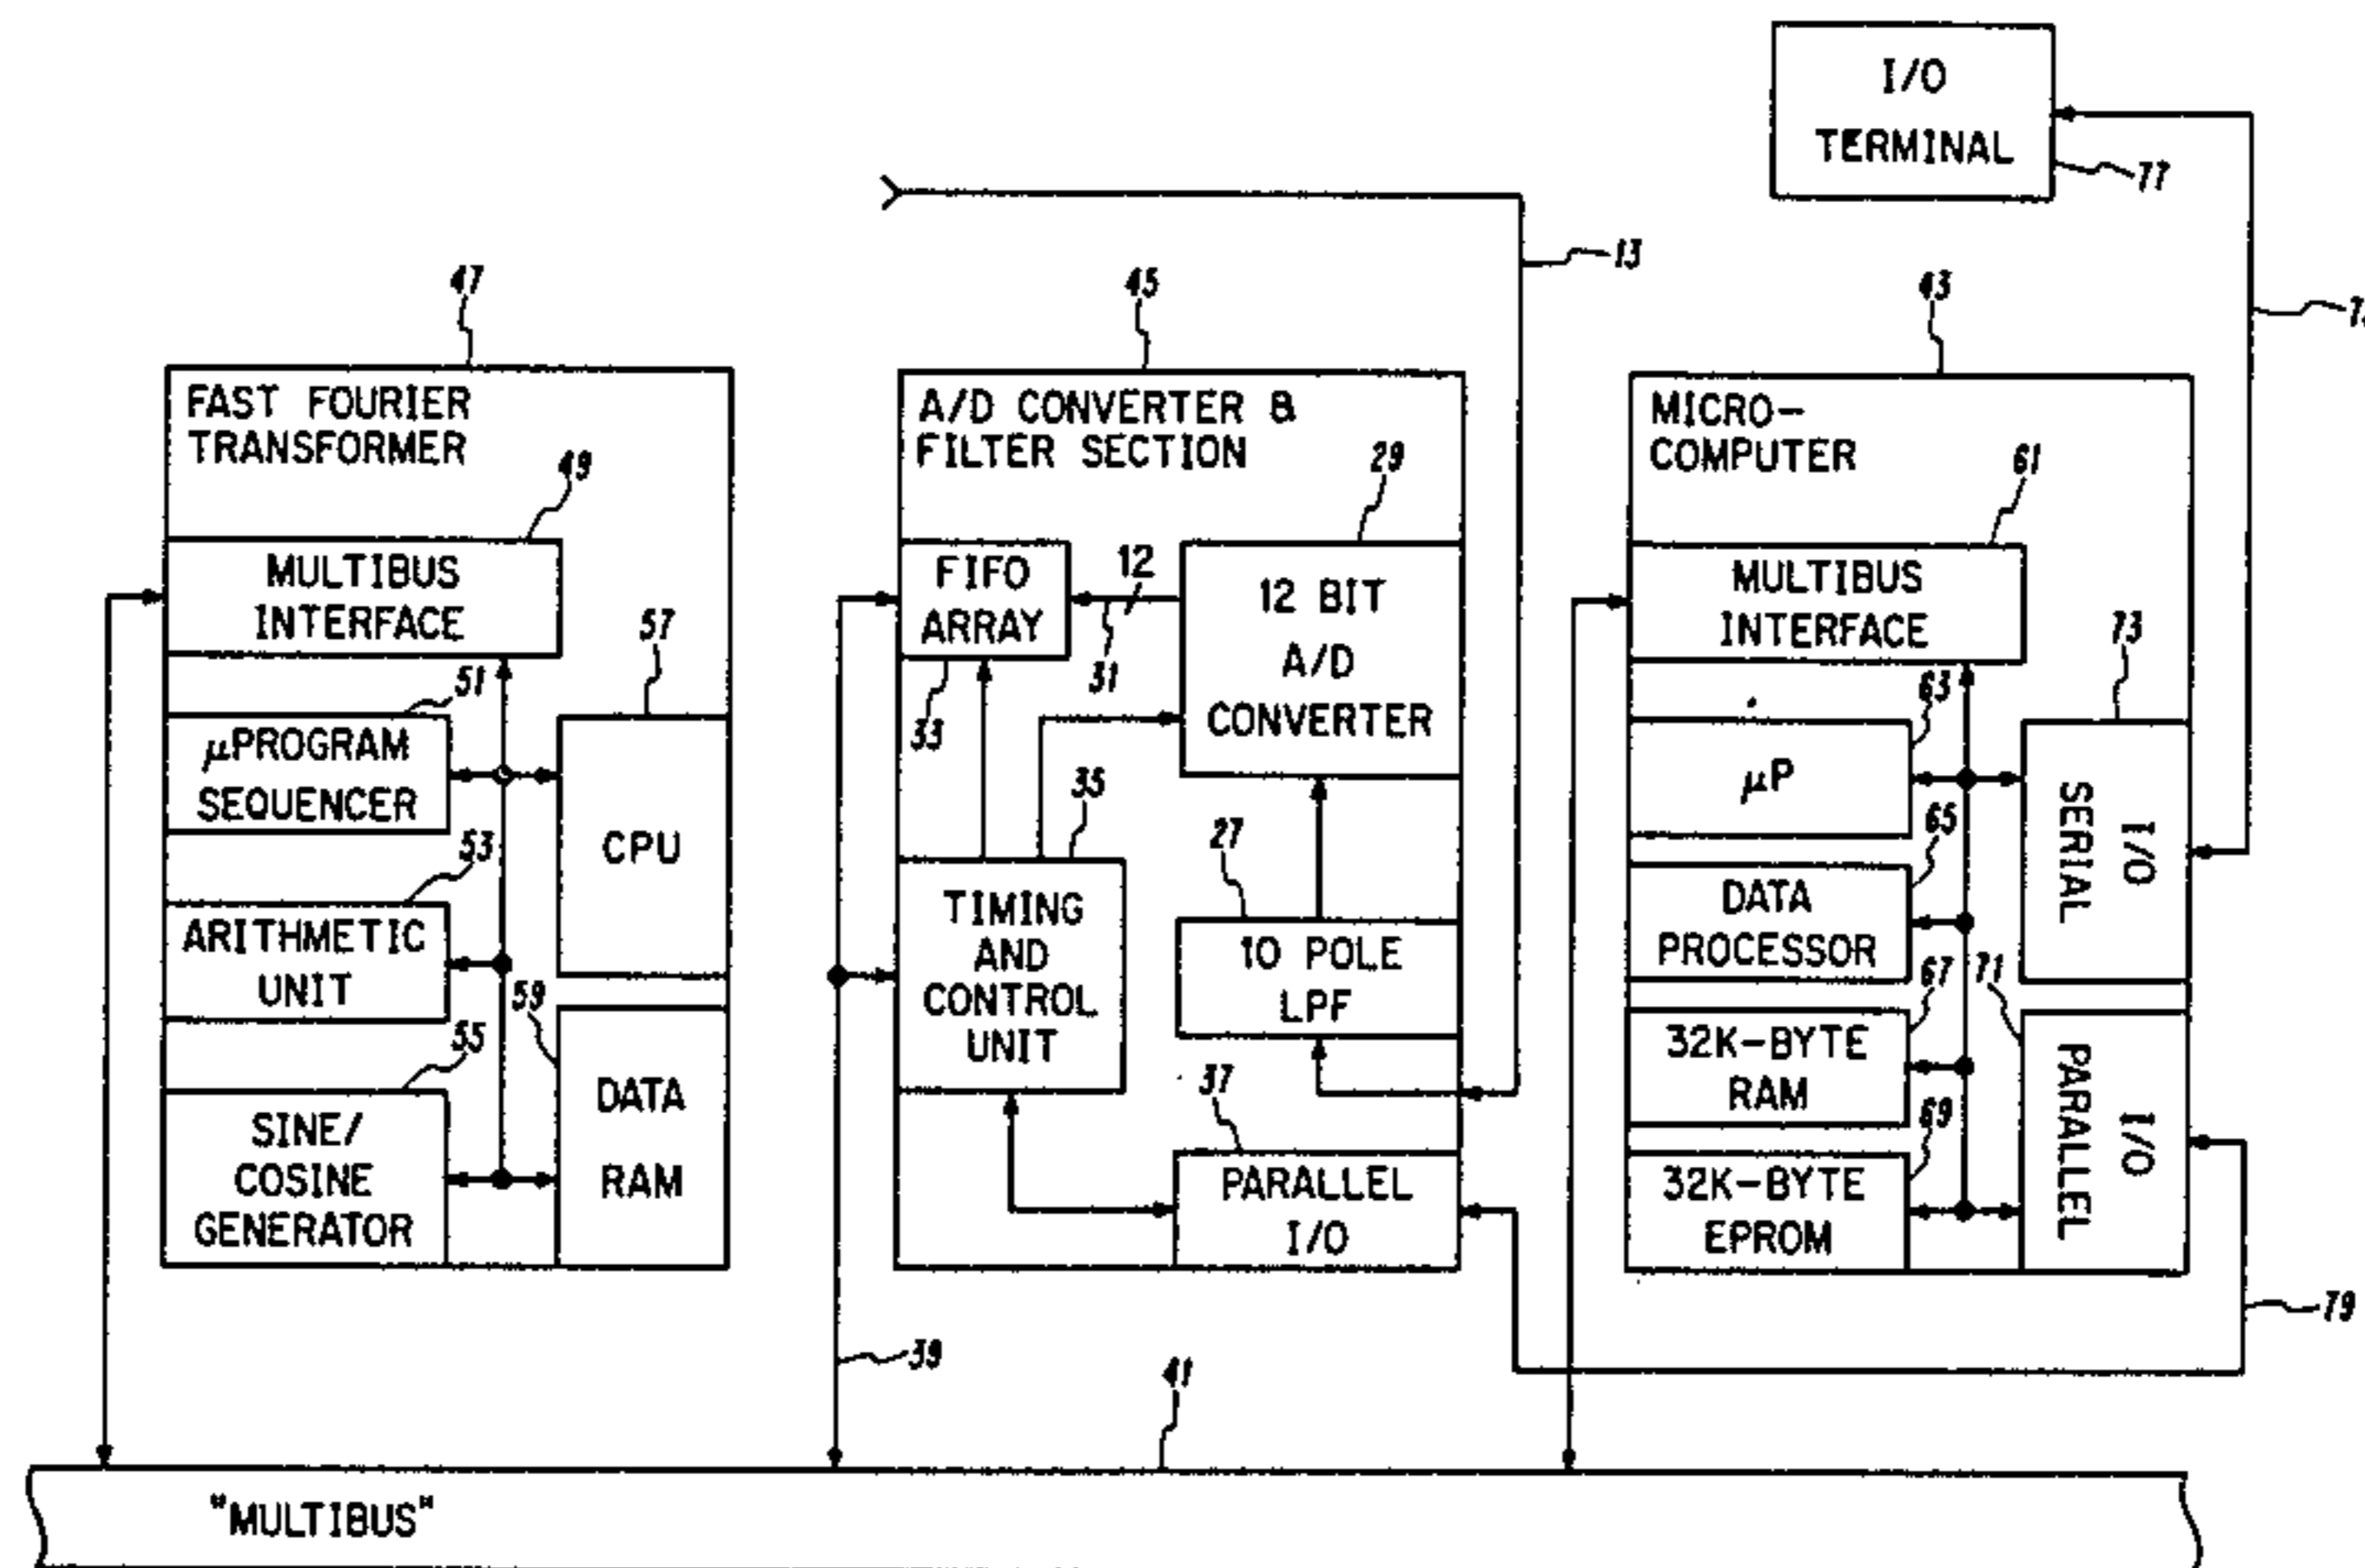 I/O
TERMINAL
77
13
47
45
43
FAST FOURIER
TRANSFORMER
49
MULTIBUS
INTERFACE
51
57
μPROGRAM
SEQUENCER
CPU
53
ARITHMETIC
UNIT
59
55
SINE/
COSINE
GENERATOR
DATA
RAM
A/D CONVERTER &
FILTER SECTION
29
FIFO
ARRAY
12
31
33
12 BIT
A/D
CONVERTER
35
TIMING
AND
CONTROL
UNIT
27
10 POLE
LPF
37
PARALLEL
I/O
MICRO-
COMPUTER
61
MULTIBUS
INTERFACE
73
63
μP
I/O
SERIAL
65
DATA
PROCESSOR
67
71
32K-BYTE
RAM
69
32K-BYTE
EPROM
I/O
PARALLEL
79
39
41
"MULTIBUS"